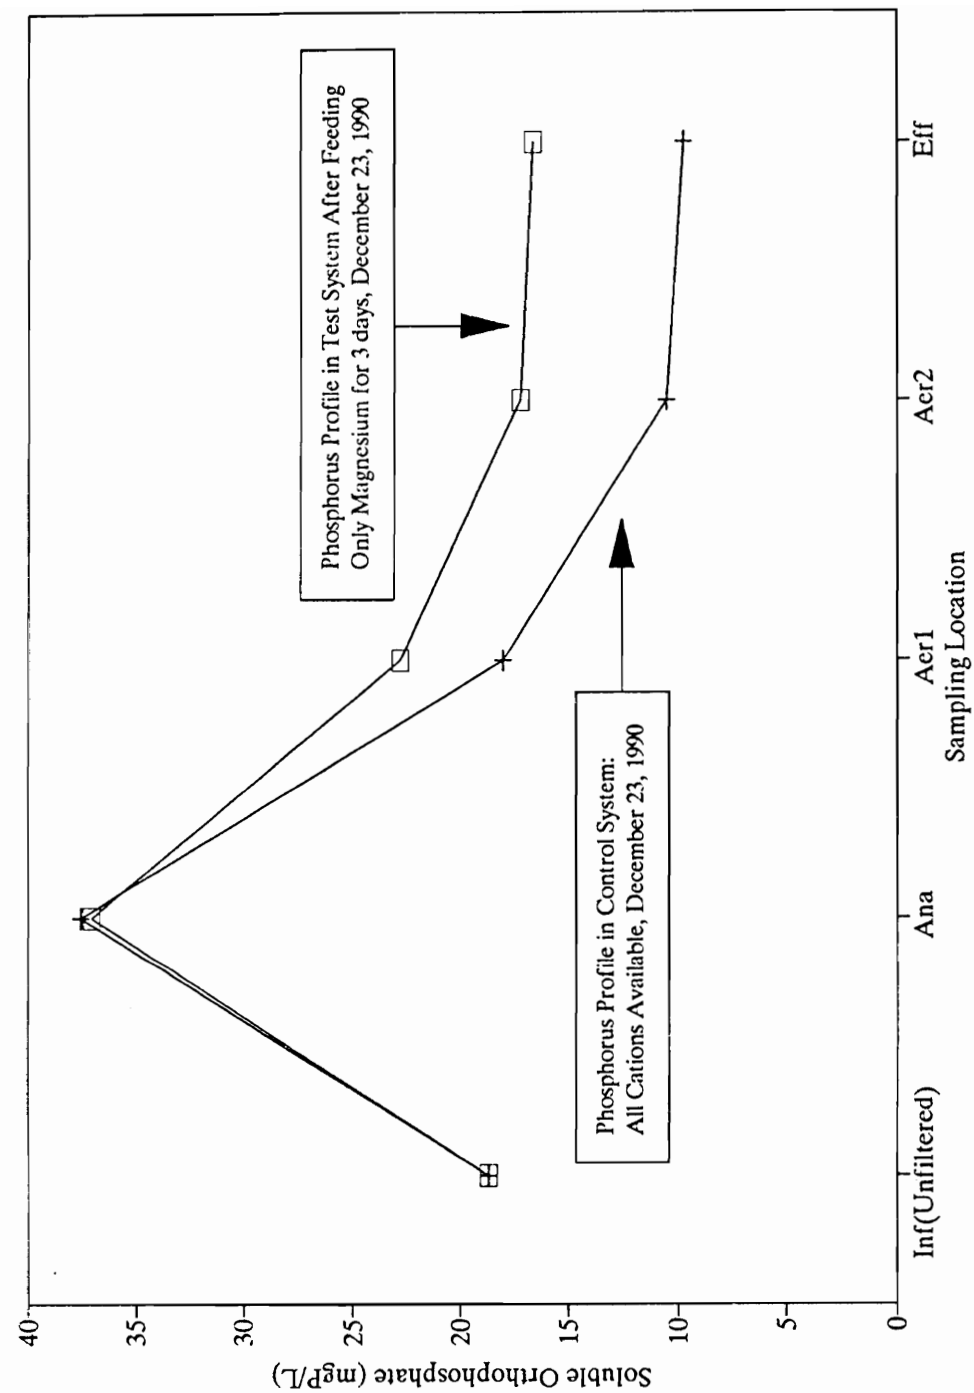 40
35
30
25
20
15
10
5
0
Soluble Orthophosphate (mgP/L)
Phosphorus Profile in Test System After Feeding
Only Magnesium for 3 days, December 23, 1990
Phosphorus Profile in Control System:
All Cations Available, December 23, 1990
Inf(Unfiltered)
Ana
Aer1
Aer2
Eff
Sampling Location